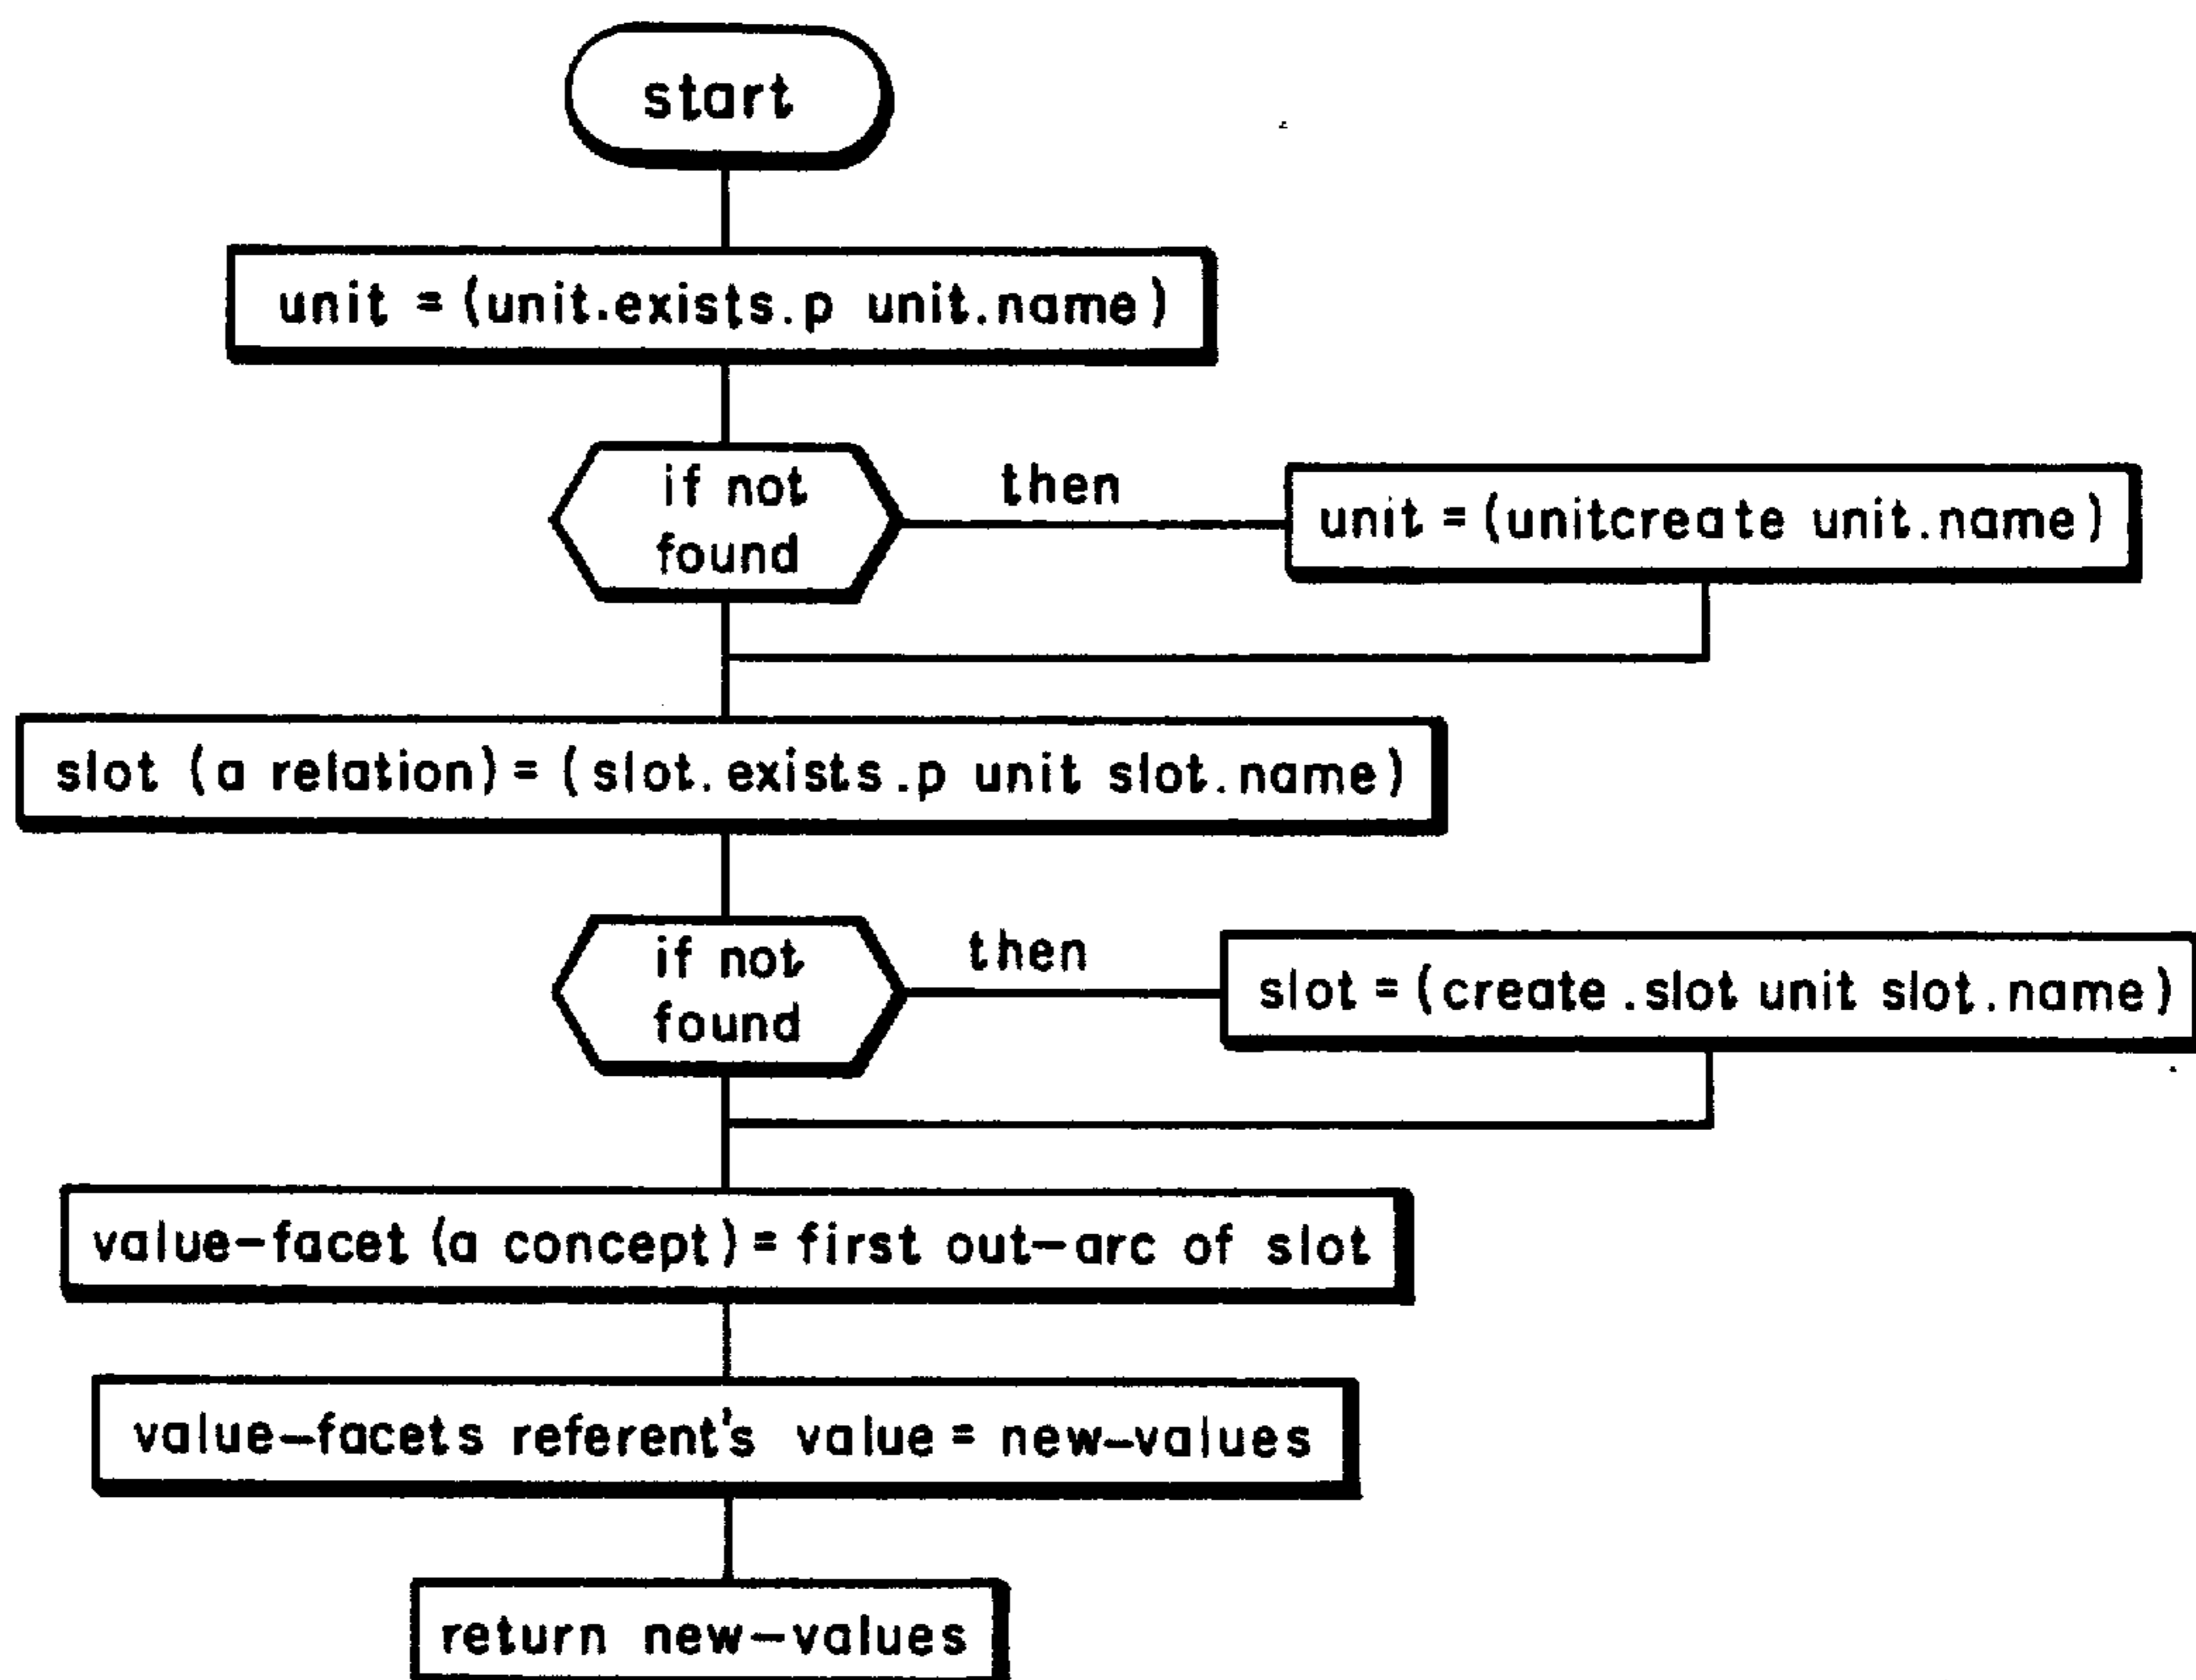 start
unit = (unit.exists.p unit.name)
if not
found
then
unit = (unitcreate unit.name)
slot (a relation) = (slot.exists.p unit slot.name)
if not
found
then
slot = (create.slot unit slot.name)
value-facet (a concept) = first out-arc of slot
value-facets referent's value = new-values
return new-values